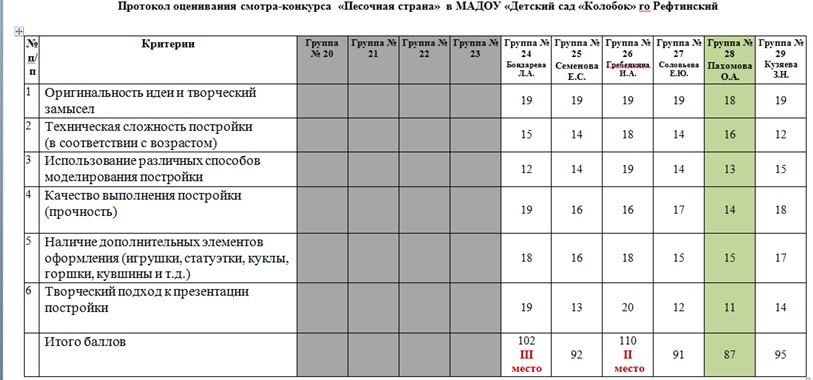 Протокол оценивания смотра-конкурса «Песочная страна» в МАДОУ «Детский сад «Колобок» го Рефтинский
№ п/п Критерии Группа № 20 Группа № 21 Группа № 22 Группа № 23 Группа № 24 Бондарева Л.А. Группа № 25 Семенова Е.С. Группа № 26 Гребенкина И.А. Группа № 27 Соловьева Е.Ю. Группа № 28 Пахомова О.А. Группа № 29 Кузяева З.Н.
1 Оригинальность идеи и творческий замысел 19 19 19 19 18 19
2 Техническая сложность постройки (в соответствии с возрастом) 15 14 18 14 16 12
3 Использование различных способов моделирования постройки 12 14 19 14 13 15
4 Качество выполнения постройки (прочность) 19 16 16 17 14 18
5 Наличие дополнительных элементов оформления (игрушки, статуэтки, куклы, горшки, кувшины и т.д.) 18 16 18 15 15 17
6 Творческий подход к презентации постройки 19 13 20 12 11 14
Итого баллов 102 III место 92 110 II место 91 87 95